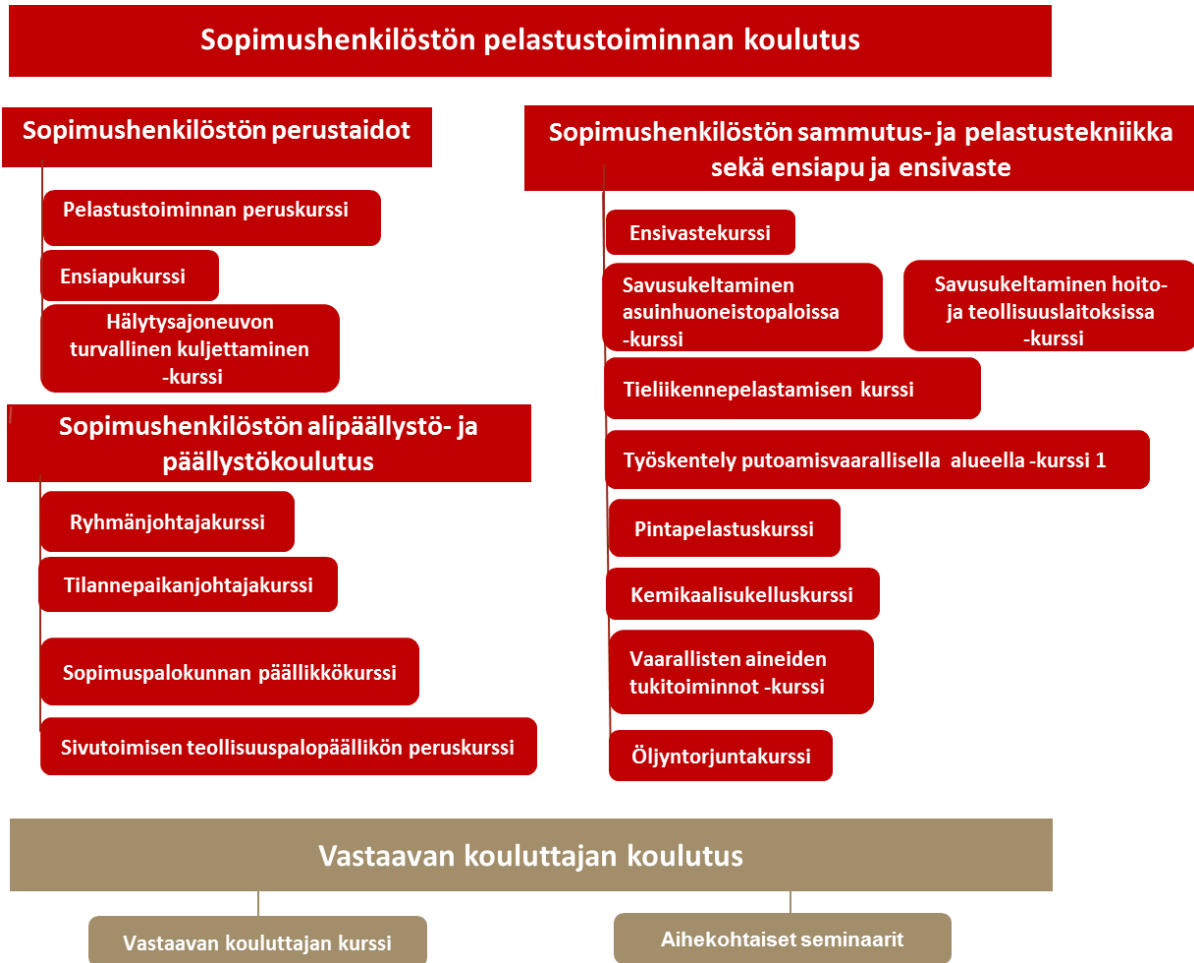 Sopimushenkilöstön pelastustoiminnan koulutus
Sopimushenkilöstön perustaidot
Pelastustoiminnan peruskurssi
Ensiapukurssi
Hälytysajoneuvon
turvallinen kuljettaminen
-kurssi
Sopimushenkilöstön alipäällystö- ja
päällystökoulutus
Ryhmänjohtajakurssi
Tilannepaikanjohtajakurssi
Sopimuspalokunnan päällikkökurssi
Sivutoimisen teollisuuspalopäällikön peruskurssi
Sopimushenkilöstön sammutus- ja pelastustekniikka
sekä ensiapu ja ensivaste
Ensivastekurssi
Savusukeltaminen
asuinhuoneistopaloissa
-kurssi
Savusukeltaminen hoito-
ja teollisuuslaitoksissa
-kurssi
Tieliikennepelastamisen kurssi
Työskentely putoamisvaarallisella alueella -kurssi 1
Pintapelastuskurssi
Kemikaalisukelluskurssi
Vaarallisten aineiden
tukitoiminnot -kurssi
Öljyntorjuntakurssi
Vastaavan kouluttajan koulutus
Vastaavan kouluttajan kurssi
Aihekohtaiset seminaarit